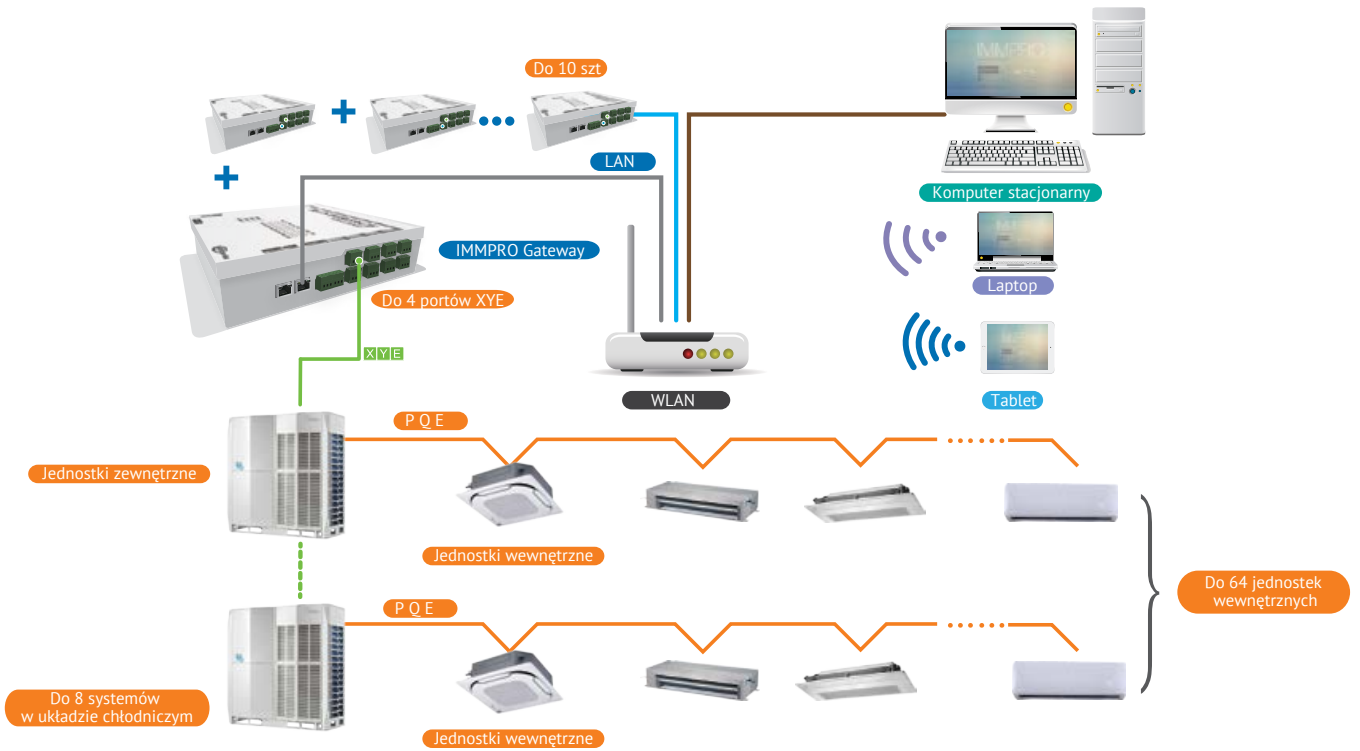 Do 10 szt
IMMPRO
LAN
Komputer stacjonarny
IMMPRO Gateway
Laptop
Do 4 portów XYE
X Y E
WLAN
Tablet
P Q E
Jednostki zewnętrzne
Jednostki wewnętrzne
Do 64 jednostek
wewnętrznych
P Q E
Do 8 systemów
w układzie chłodniczym
Jednostki wewnętrzne